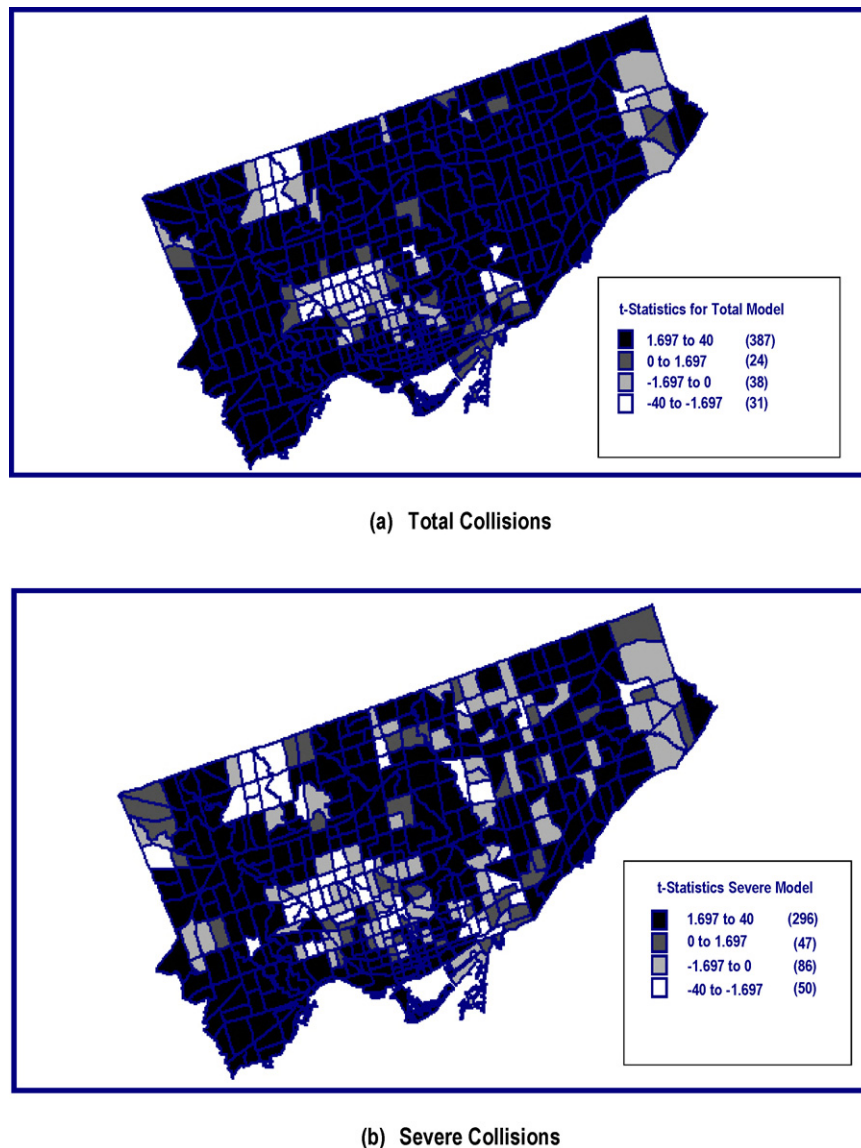 t-Statistics for Total Model
1.697 to 40 (387)
0 to 1.697 (24)
-1.697 to 0 (38)
-40 to -1.697 (31)
(a) Total Collisions
t-Statistics Severe Model
1.697 to 40 (296)
0 to 1.697 (47)
-1.697 to 0 (86)
-40 to -1.697 (50)
(b) Severe Collisions